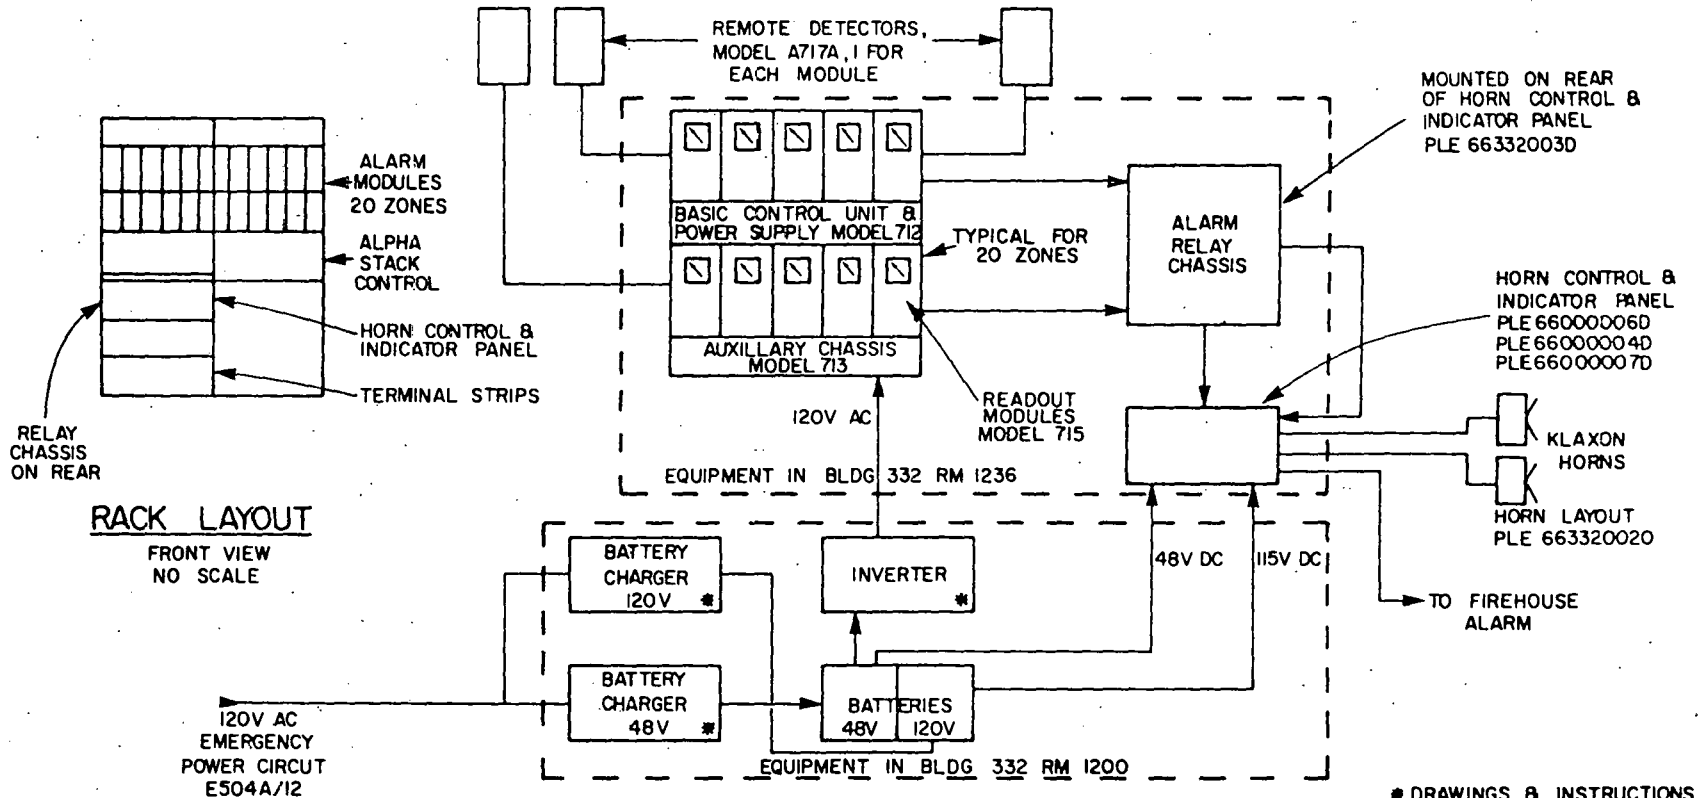 REMOTE DETECTORS,
MODEL A717A, 1 FOR
EACH MODULE
MOUNTED ON REAR
OF HORN CONTROL &
INDICATOR PANEL
PLE 66332003D
ALARM
MODULES
20 ZONES
ALPHA
STACK
CONTROL
HORN CONTROL &
INDICATOR PANEL
TERMINAL STRIPS
RELAY
CHASSIS
ON REAR
RACK LAYOUT
FRONT VIEW
NO SCALE
BASIC CONTROL UNIT &
POWER SUPPLY MODEL 712
TYPICAL FOR
20 ZONES
AUXILLARY CHASSIS
MODEL 713
120V AC
READOUT
MODULES
MODEL 715
EQUIPMENT IN BLDG 332 RM 1236
ALARM
RELAY
CHASSIS
HORN CONTROL &
INDICATOR PANEL
PLE 66000006D
PLE 66000004D
PLE 66000007D
KLAXON
HORNS
HORN LAYOUT
PLE 663320020
48V DC
115V DC
TO FIREHOUSE
ALARM
BATTERY
CHARGER
120V *
INVERTER
*
BATTERY
CHARGER
48V *
BATTERIES
48V 120V
EQUIPMENT IN BLDG 332 RM 1200
120V AC
EMERGENCY
POWER CIRCUT
E504A/12
* DRAWINGS & INSTRUCTIONS